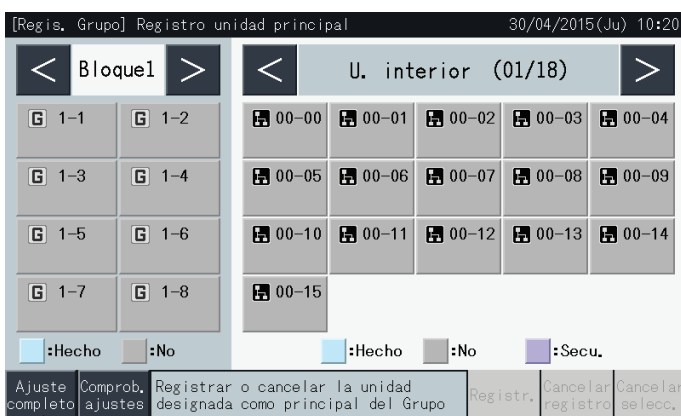 [Regis. Grupo] Registro unidad principal 30/04/2015(Ju) 10:20
< Bloque1 > < U. interior (01/18) >
G 1-1 G 1-2 00-00 00-01 00-02 00-03 00-04
G 1-3 G 1-4 00-05 00-06 00-07 00-08 00-09
G 1-5 G 1-6 00-10 00-11 00-12 00-13 00-14
G 1-7 G 1-8 00-15
:Hecho :No :Hecho :No :Secu.
Ajuste Comprob. Registrar o cancelar la unidad Registr. Cancelar Cancelar
completo ajustes designada como principal del Grupo registro selecc.